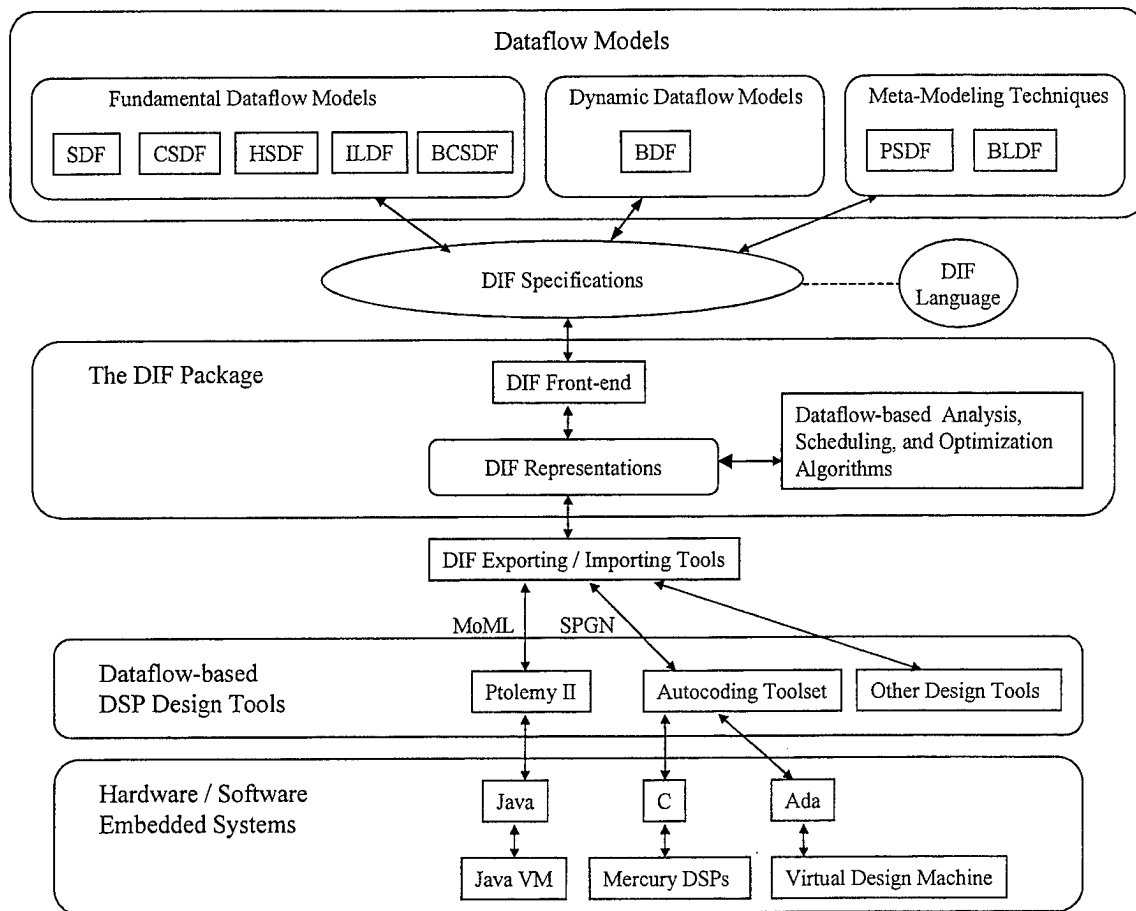 Dataflow Models
Fundamental Dataflow Models
SDF
CSDF
HSDF
ILDF
BCSDF
Dynamic Dataflow Models
BDF
Meta-Modeling Techniques
PSDF
BLDF
DIF Specifications
DIF
Language
The DIF Package
DIF Front-end
DIF Representations
Dataflow-based Analysis,
Scheduling, and Optimization
Algorithms
DIF Exporting / Importing Tools
MoML
SPGN
Dataflow-based
DSP Design Tools
Ptolemy II
Autocoding Toolset
Other Design Tools
Hardware / Software
Embedded Systems
Java
C
Ada
Java VM
Mercury DSPs
Virtual Design Machine